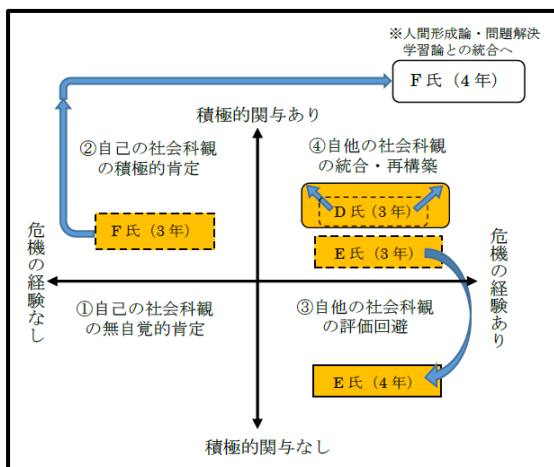 ※人間形成論・問題解決
学習論との統合へ
F 氏（4 年）
積極的関与あり
②自己の社会科観
の積極的肯定
④自他の社会科観
の統合・再構築
D 氏（3 年）
F 氏（3 年）
E 氏（3 年）
危機の経験なし
危機の経験あり
①自己の社会科観
の無自覚的肯定
③自他の社会科観
の評価回避
E 氏（4 年）
積極的関与なし